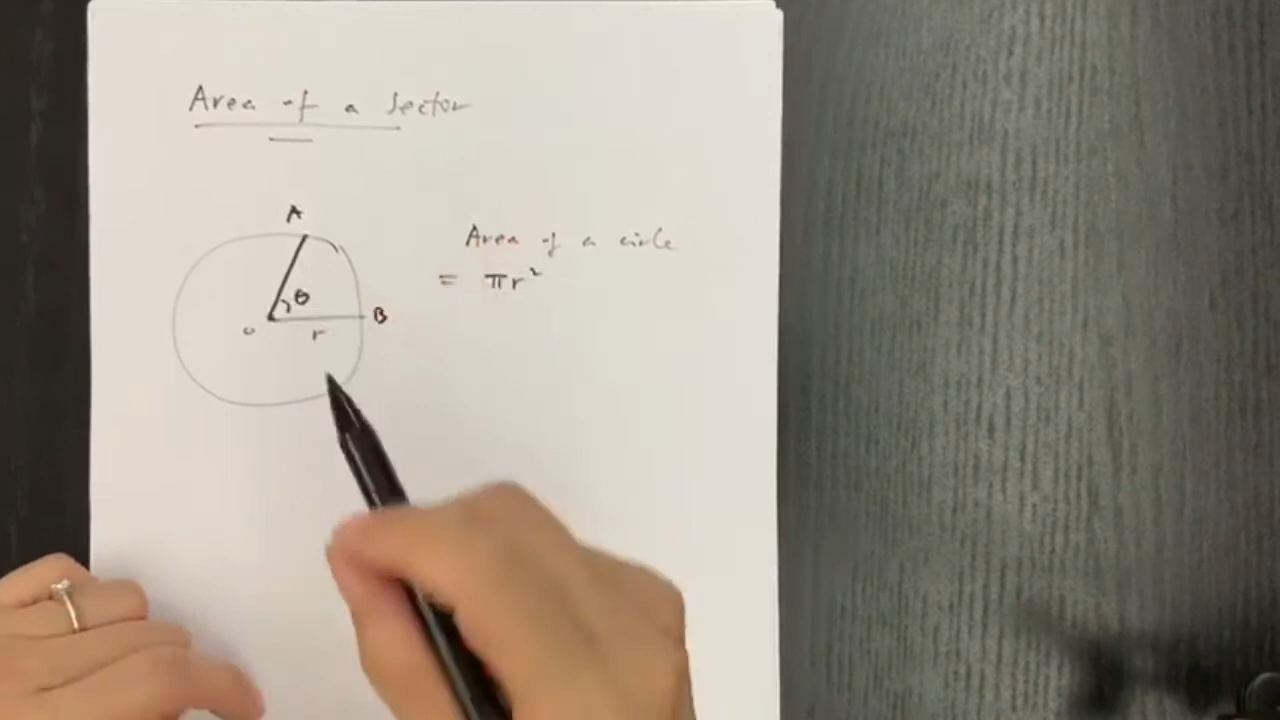 Area of a sector
A
θ
B
o
r
Area of a circle
= πr²